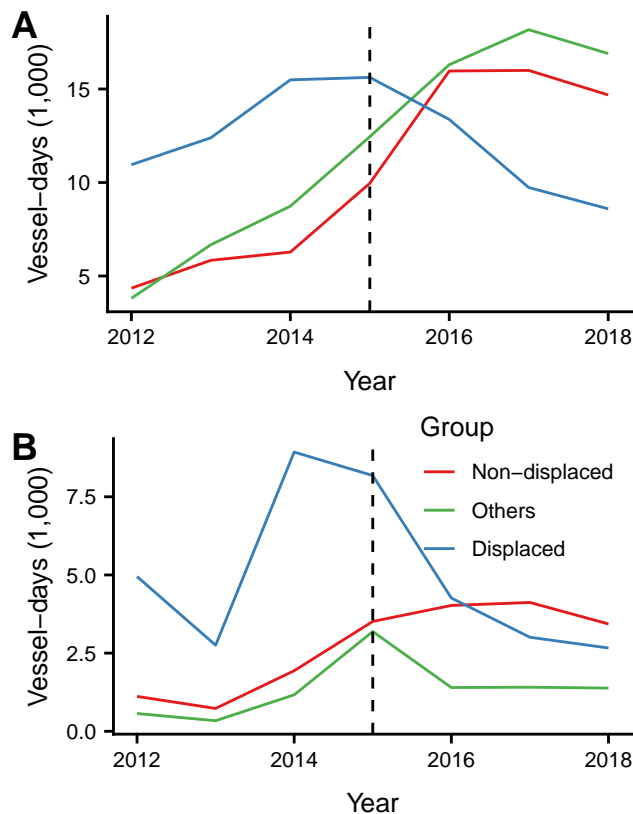 A
Vessel−days (1,000)
15
10
5
2012
2014
2016
2018
Year
B
Group
Non−displaced
Others
Displaced
Vessel−days (1,000)
7.5
5.0
2.5
0.0
2012
2014
2016
2018
Year